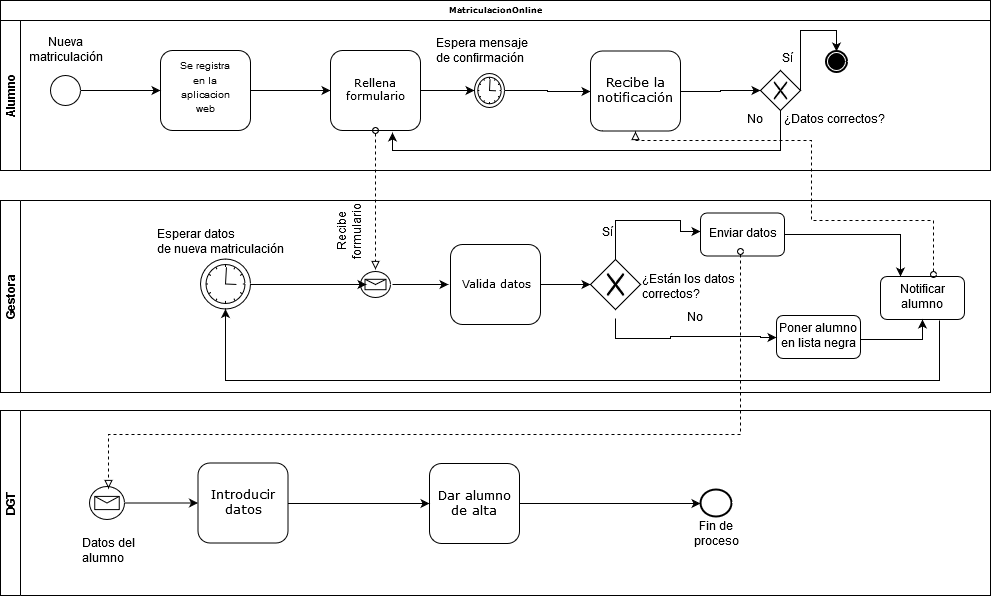 MatriculacionOnline
Alumno
Nueva
matriculación
Se registra
en la
aplicacion
web
Rellena
formulario
Espera mensaje
de confirmación
Recibe la
notificación
Sí
No
¿Datos correctos?
Gestora
Esperar datos
de nueva matriculación
Recibe
formulario
Valida datos
Sí
¿Están los datos
correctos?
No
Enviar datos
Poner alumno
en lista negra
Notificar
alumno
DGT
Datos del
alumno
Introducir
datos
Dar alumno
de alta
Fin de
proceso